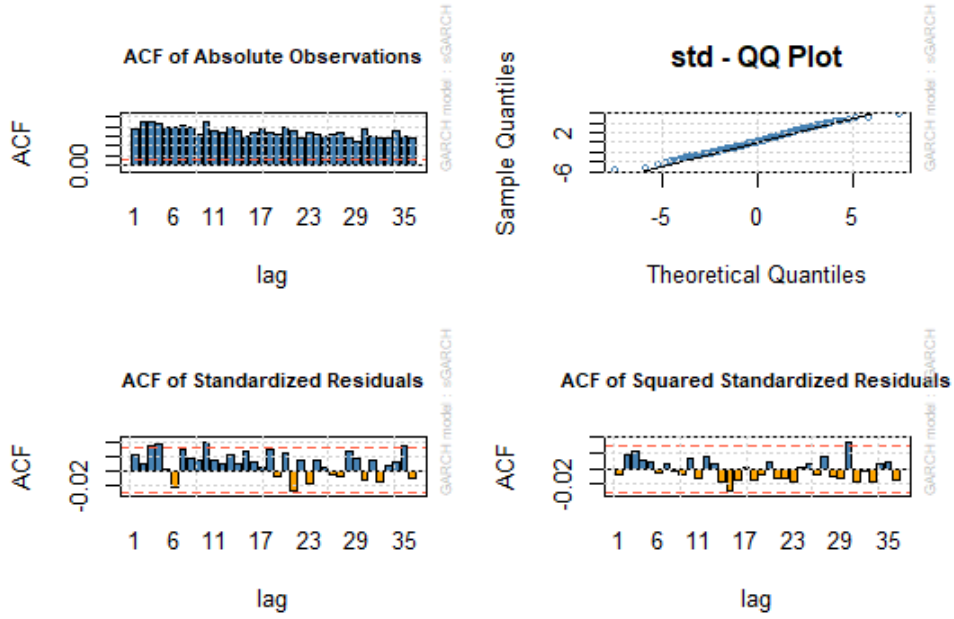 ACF of Absolute Observations
ACF
0.00
1 6 11 17 23 29 35
lag
GARCH model : sGARCH
std - QQ Plot
Sample Quantiles
2
-6
-5 0 5
Theoretical Quantiles
GARCH model : sGARCH
ACF of Standardized Residuals
ACF
-0.02
1 6 11 17 23 29 35
lag
GARCH model : sGARCH
ACF of Squared Standardized Residuals
ACF
-0.02
1 6 11 17 23 29 35
lag
GARCH model : sGARCH